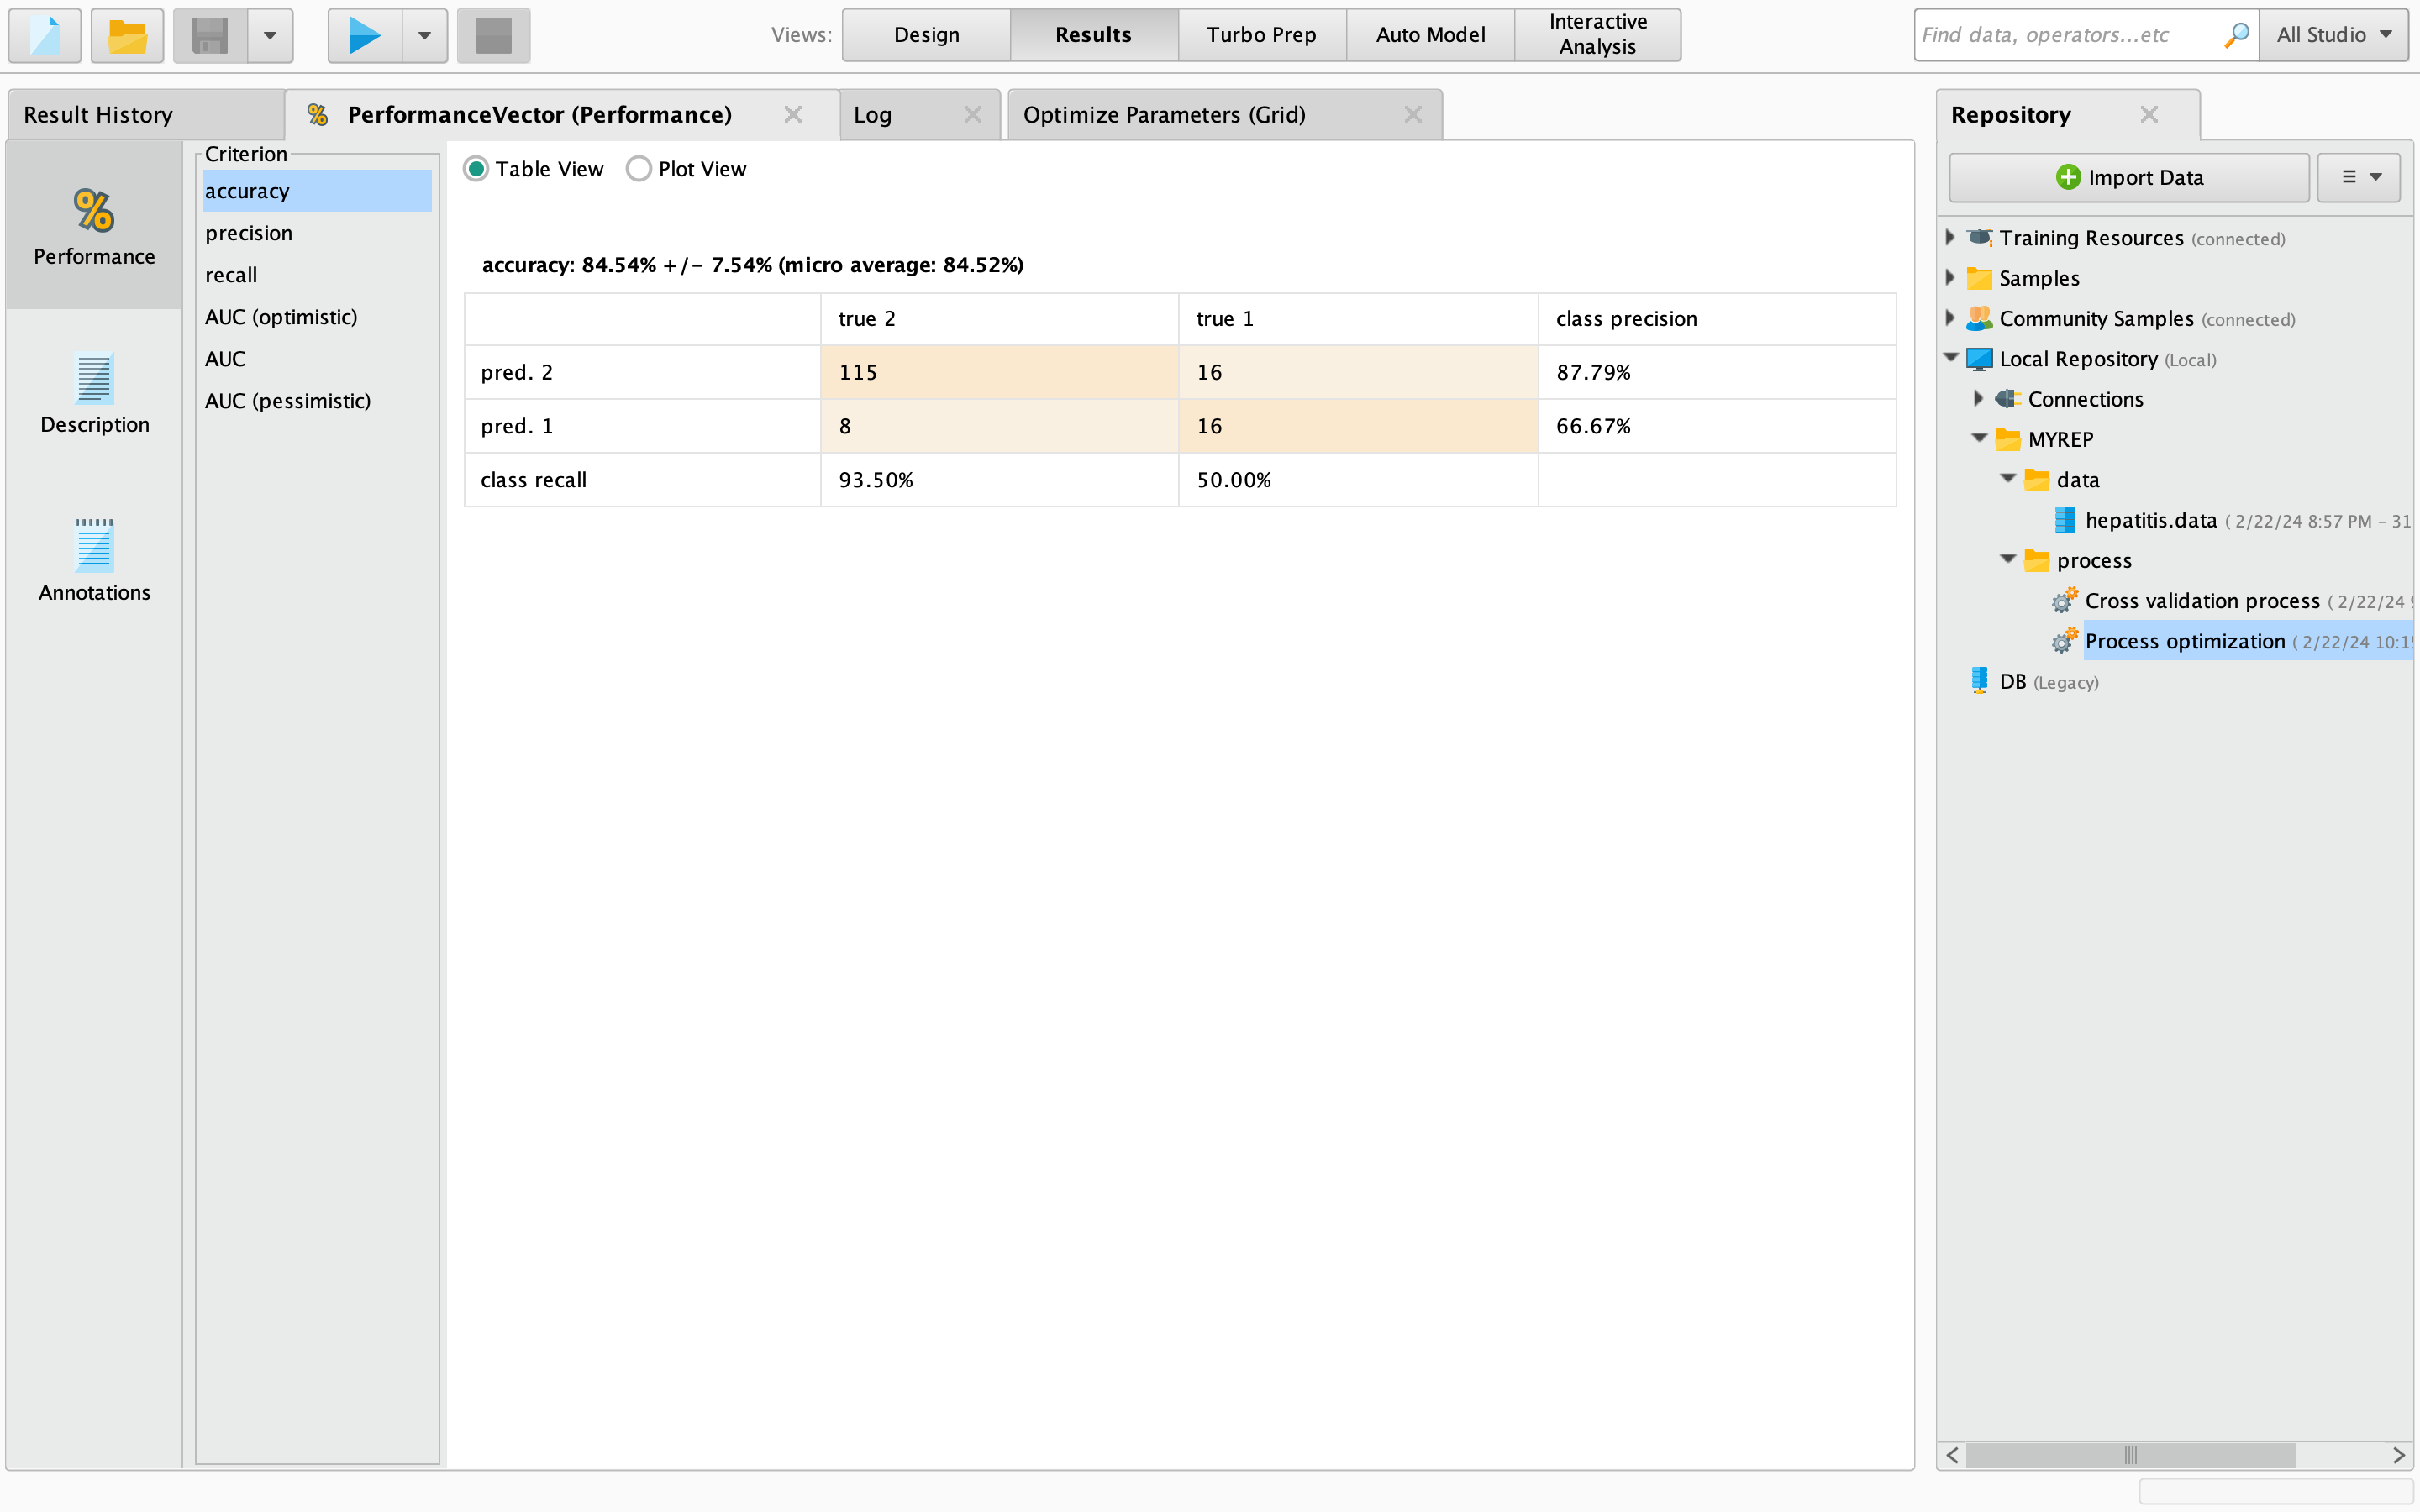 Views: Design Results Turbo Prep Auto Model Interactive Analysis
Find data, operators...etc All Studio
Result History PerformanceVector (Performance) Log Optimize Parameters (Grid) Repository
Performance
Description
Annotations
Criterion
accuracy
precision
recall
AUC (optimistic)
AUC
AUC (pessimistic)
Table View Plot View
accuracy: 84.54% +/- 7.54% (micro average: 84.52%)
true 2 true 1 class precision
pred. 2 115 16 87.79%
pred. 1 8 16 66.67%
class recall 93.50% 50.00%
Import Data
Training Resources (connected)
Samples
Community Samples (connected)
Local Repository (Local)
Connections
MYREP
data
hepatitis.data ( 2/22/24 8:57 PM – 31
process
Cross validation process ( 2/22/24
Process optimization ( 2/22/24 10:1
DB (Legacy)